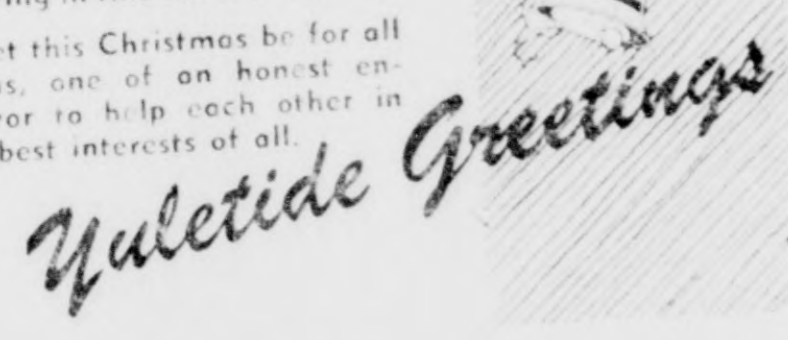 et this Christmas be for all
s, one of an honest en-
vor to help each other in
best interests of all.
Yuletide Greetings